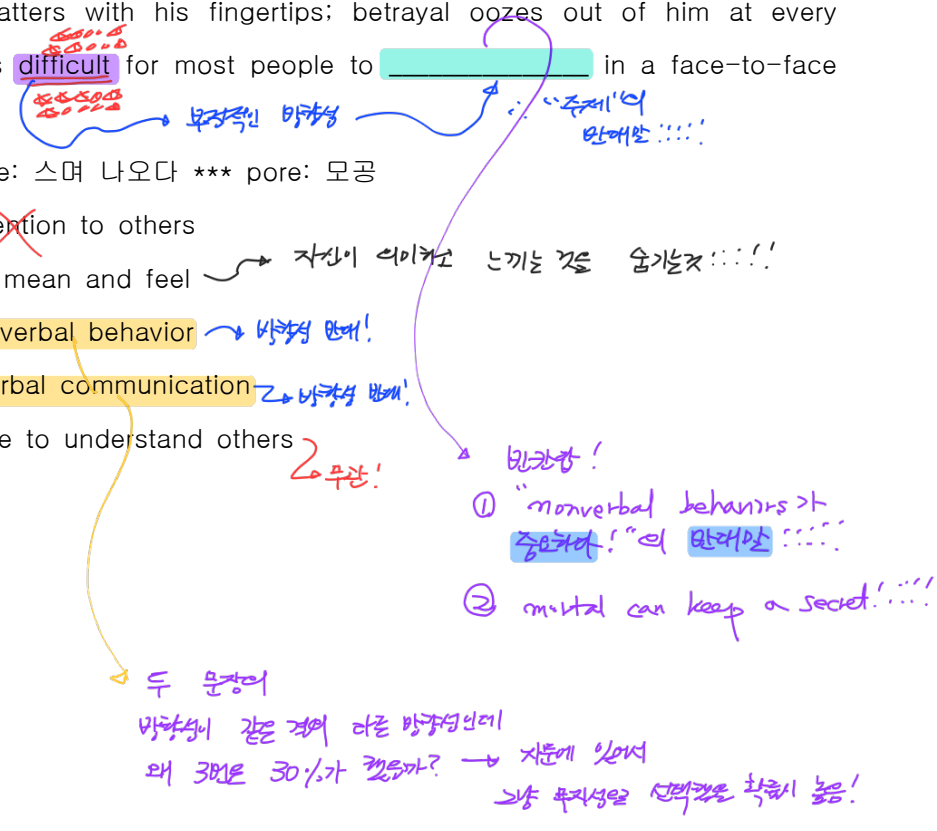 atters with his fingertips; betrayal oozes out of him at every
difficult for most people to ______________ in a face-to-face
부정적인 방향성
∴ "주제"의
반대말!!!!!
e: 스며 나오다 *** pore: 모공
ention to others
mean and feel
자신이 의미하고 느끼는 것을 숨기는것!!!!!!
verbal behavior
방향성 반대!
rbal communication
방향성 반대!
e to understand others
무관!
빈칸행!
① "nonverbal behaviors가
중요하다!"의 반대말!!!!!
② mortal can keep a secret!!!!!!
두 문장이
방향성이 같은 격의 다른 방향성인데
왜 3번은 30%가 했을까? → 지문에 있어서
그냥 무지성으로 선택했을 확률이 높음!